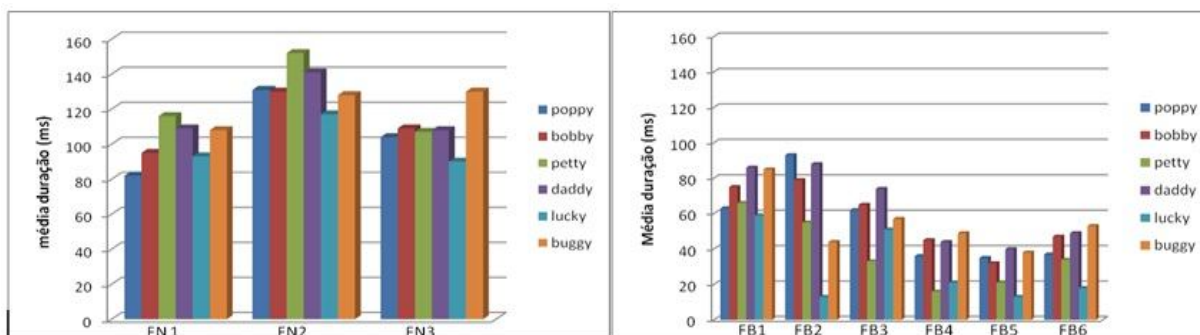 média duração (ms)
160
140
120
100
80
60
40
20
0
FN1
FN2
FN3
poppy
bobby
petty
daddy
lucky
buggy
Média duração (ms)
160
140
120
100
80
60
40
20
0
FB1
FB2
FB3
FB4
FB5
FB6
poppy
bobby
petty
daddy
lucky
buggy